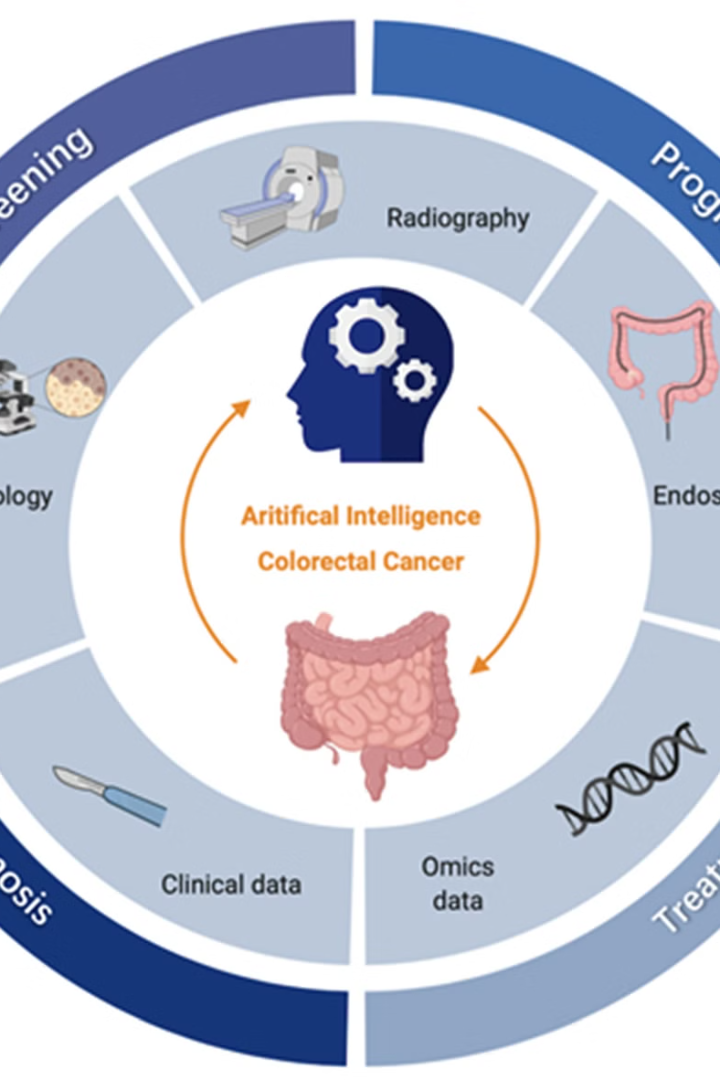 eening
Prog
Radiography
ology
Endos
Aritifical Intelligence
Colorectal Cancer
Clinical data
Omics
data
nosis
Treat